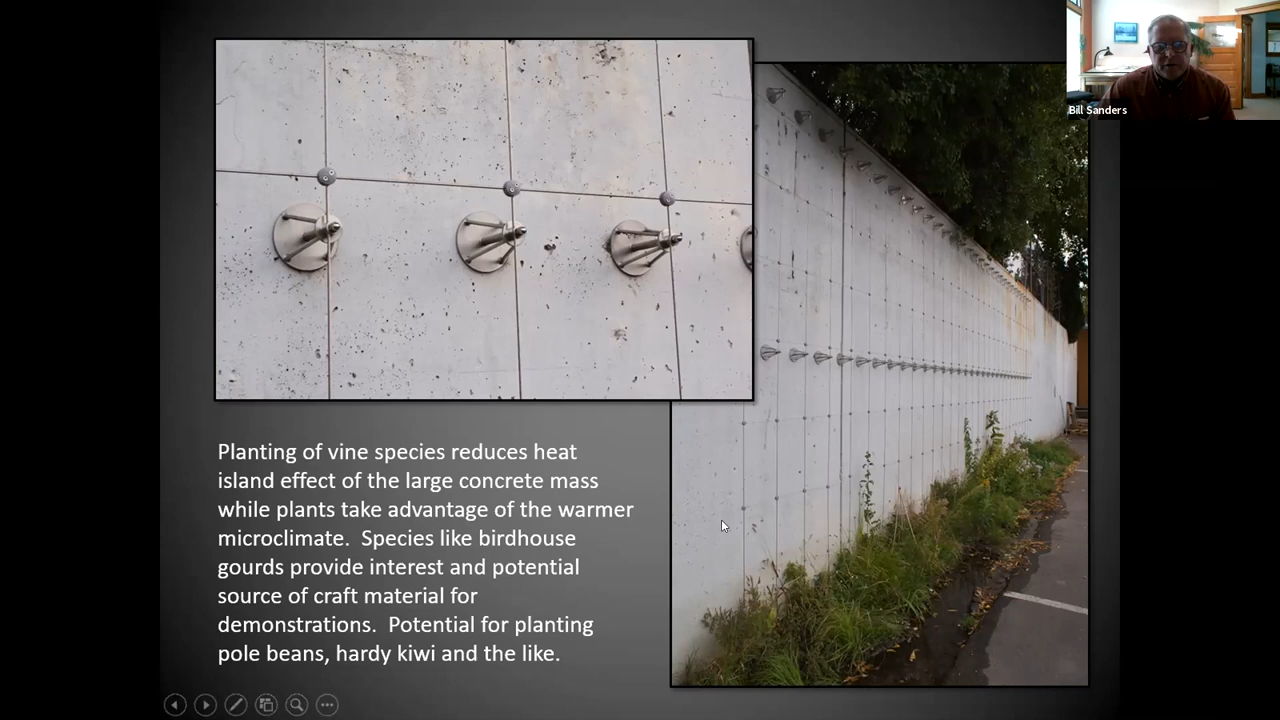 Bill Sanders
Planting of vine species reduces heat
island effect of the large concrete mass
while plants take advantage of the warmer
microclimate.  Species like birdhouse
gourds provide interest and potential
source of craft material for
demonstrations.  Potential for planting
pole beans, hardy kiwi and the like.